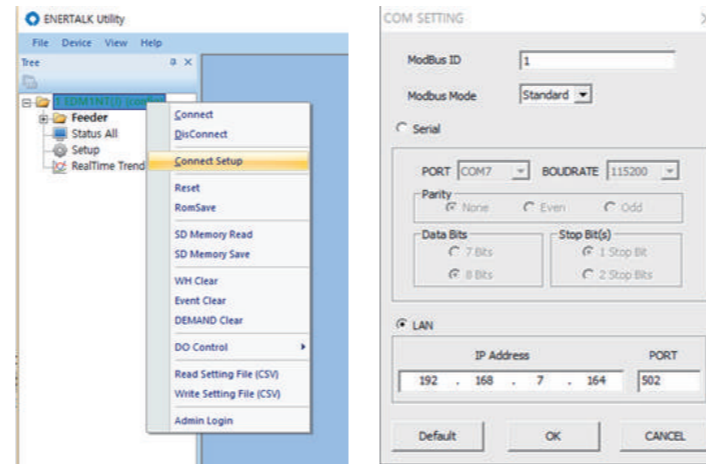 ENERTALK Utility
File Device View Help
Tree
Feeder
Status All
Setup
RealTime Trend
Connect
DisConnect
Connect Setup
Reset
RomSave
SD Memory Read
SD Memory Save
WH Clear
Event Clear
DEMAND Clear
DO Control
Read Setting File (CSV)
Write Setting File (CSV)
Admin Login
COM SETTING
ModBus ID 1
Modbus Mode Standard
Serial
PORT COM7 BOUDRATE 115200
Parity
None Even Odd
Data Bits
7 Bits
8 Bits
Stop Bit(s)
1 Stop Bit
2 Stop Bits
LAN
IP Address PORT
192 . 168 . 7 . 164 502
Default OK CANCEL